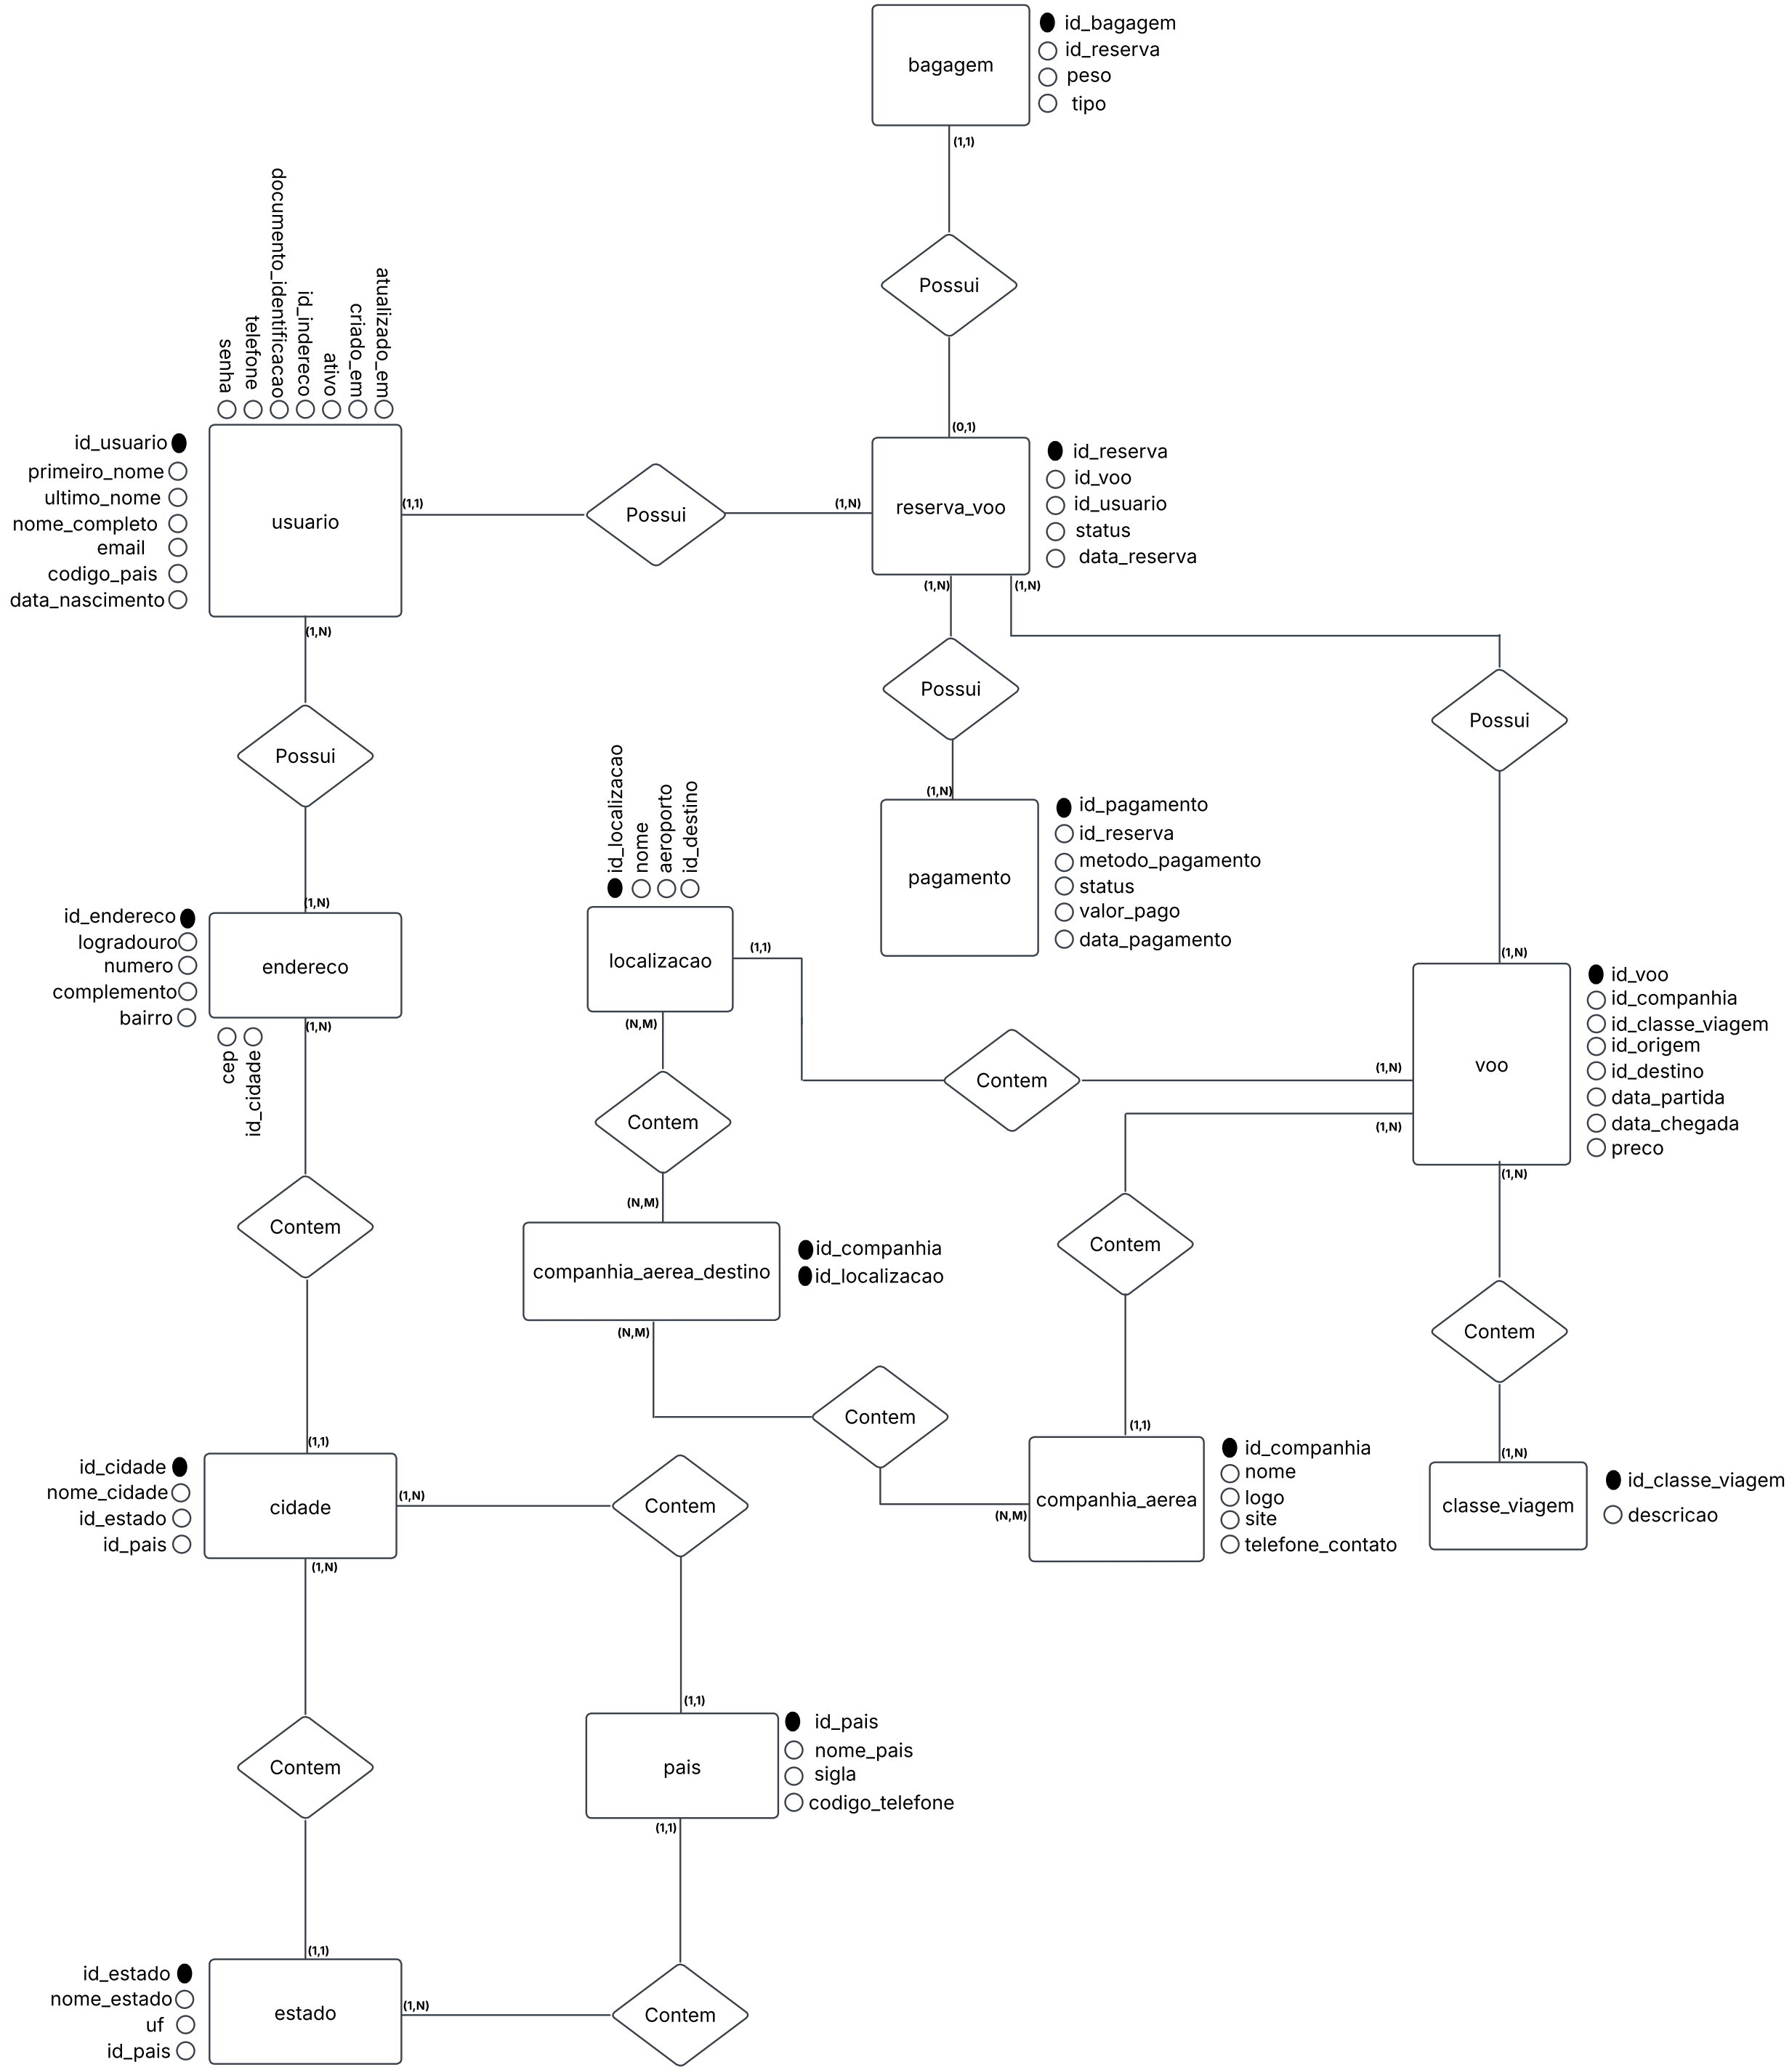 bagagem
id_bagagem
id_reserva
peso
tipo
(1,1)
Possui
(0,1)
senha
telefone
documento_identificacao
id_indereco
ativo
criado_em
atualizado_em
id_usuario
primeiro_nome
ultimo_nome
nome_completo
email
codigo_pais
data_nascimento
usuario
(1,1)
Possui
(1,N)
reserva_voo
id_reserva
id_voo
id_usuario
status
data_reserva
(1,N)
(1,N)
(1,N)
Possui
Possui
Possui
(1,N)
pagamento
id_pagamento
id_reserva
metodo_pagamento
status
valor_pago
data_pagamento
id_localizacao
nome
aeroporto
id_destino
localizacao
(1,1)
(N,M)
(1,N)
id_endereco
logradouro
numero
complemento
bairro
endereco
(1,N)
cep
id_cidade
(1,N)
voo
id_voo
id_companhia
id_classe_viagem
id_origem
id_destino
data_partida
data_chegada
preco
Contem
(1,N)
(1,N)
(1,N)
Contem
(N,M)
companhia_aerea_destino
id_companhia
id_localizacao
(N,M)
Contem
Contem
Contem
Contem
(1,1)
(N,M)
companhia_aerea
id_companhia
nome
logo
site
telefone_contato
(1,N)
classe_viagem
id_classe_viagem
descricao
(1,1)
id_cidade
nome_cidade
id_estado
id_pais
cidade
(1,N)
Contem
(1,N)
(1,1)
Contem
pais
id_pais
nome_pais
sigla
codigo_telefone
(1,1)
(1,1)
id_estado
nome_estado
uf
id_pais
estado
(1,N)
Contem